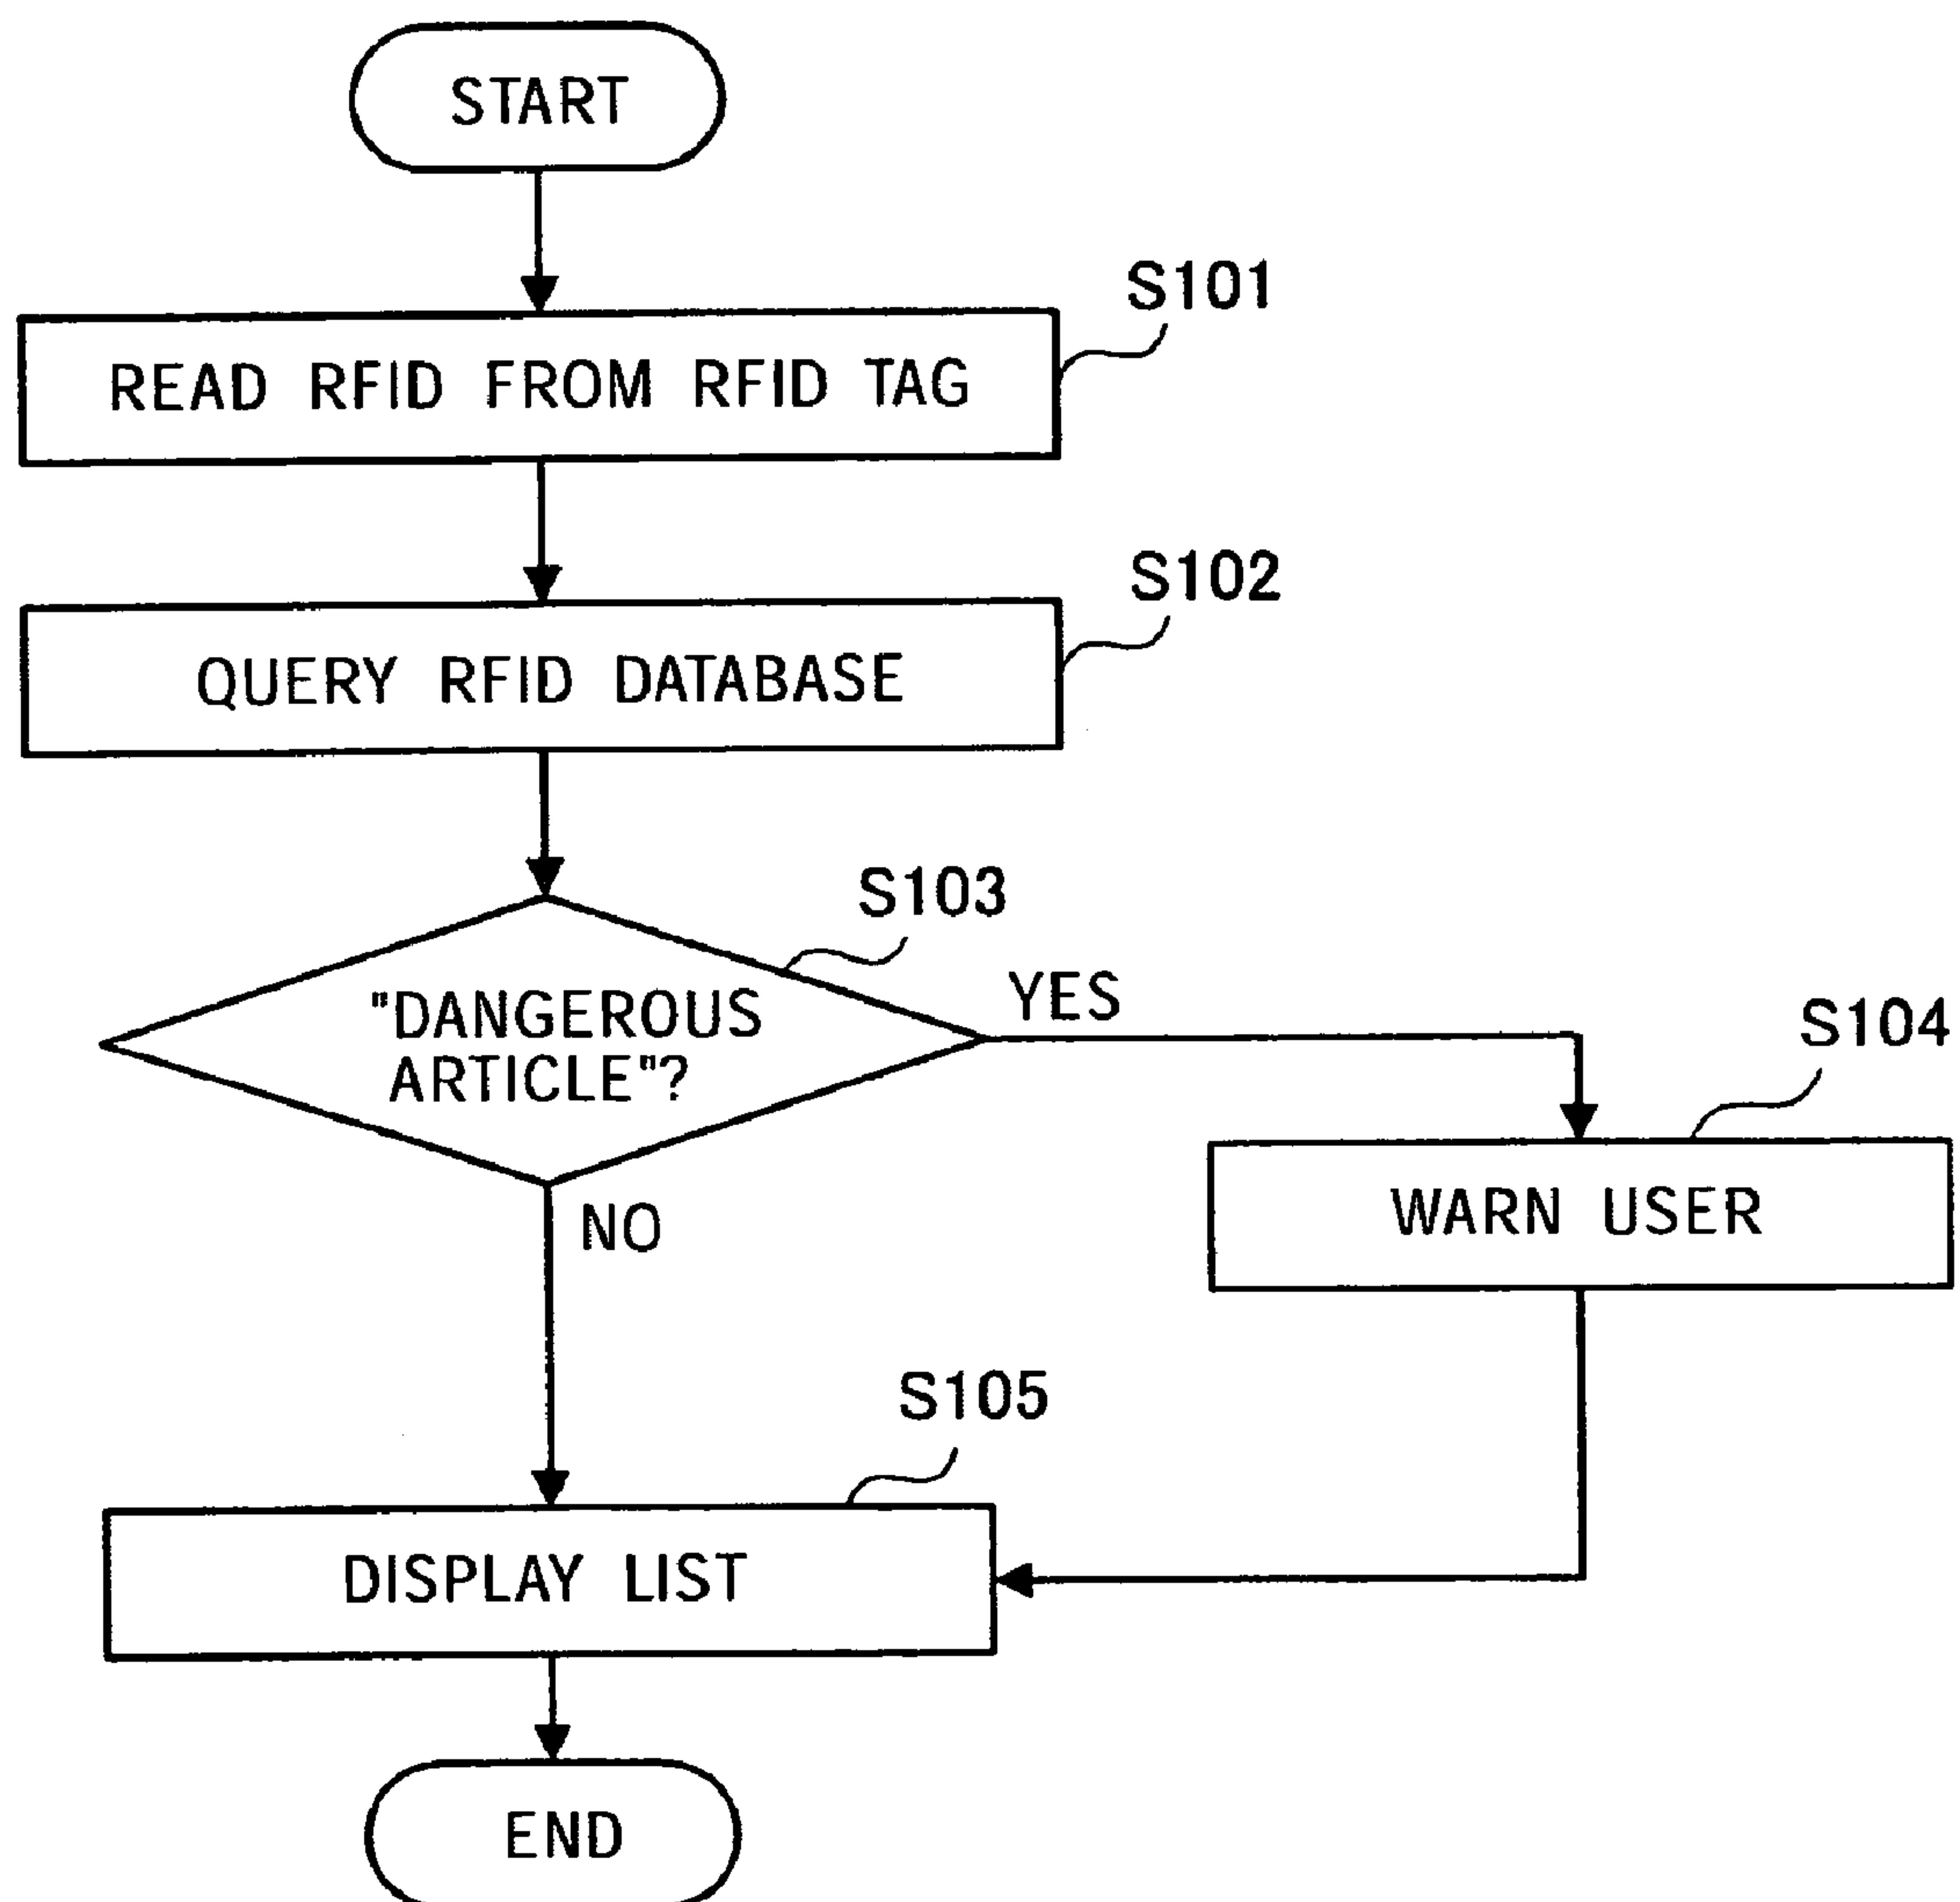 START
S101
READ RFID FROM RFID TAG
S102
QUERY RFID DATABASE
S103
"DANGEROUS
ARTICLE"?
YES
S104
WARN USER
NO
S105
DISPLAY LIST
END